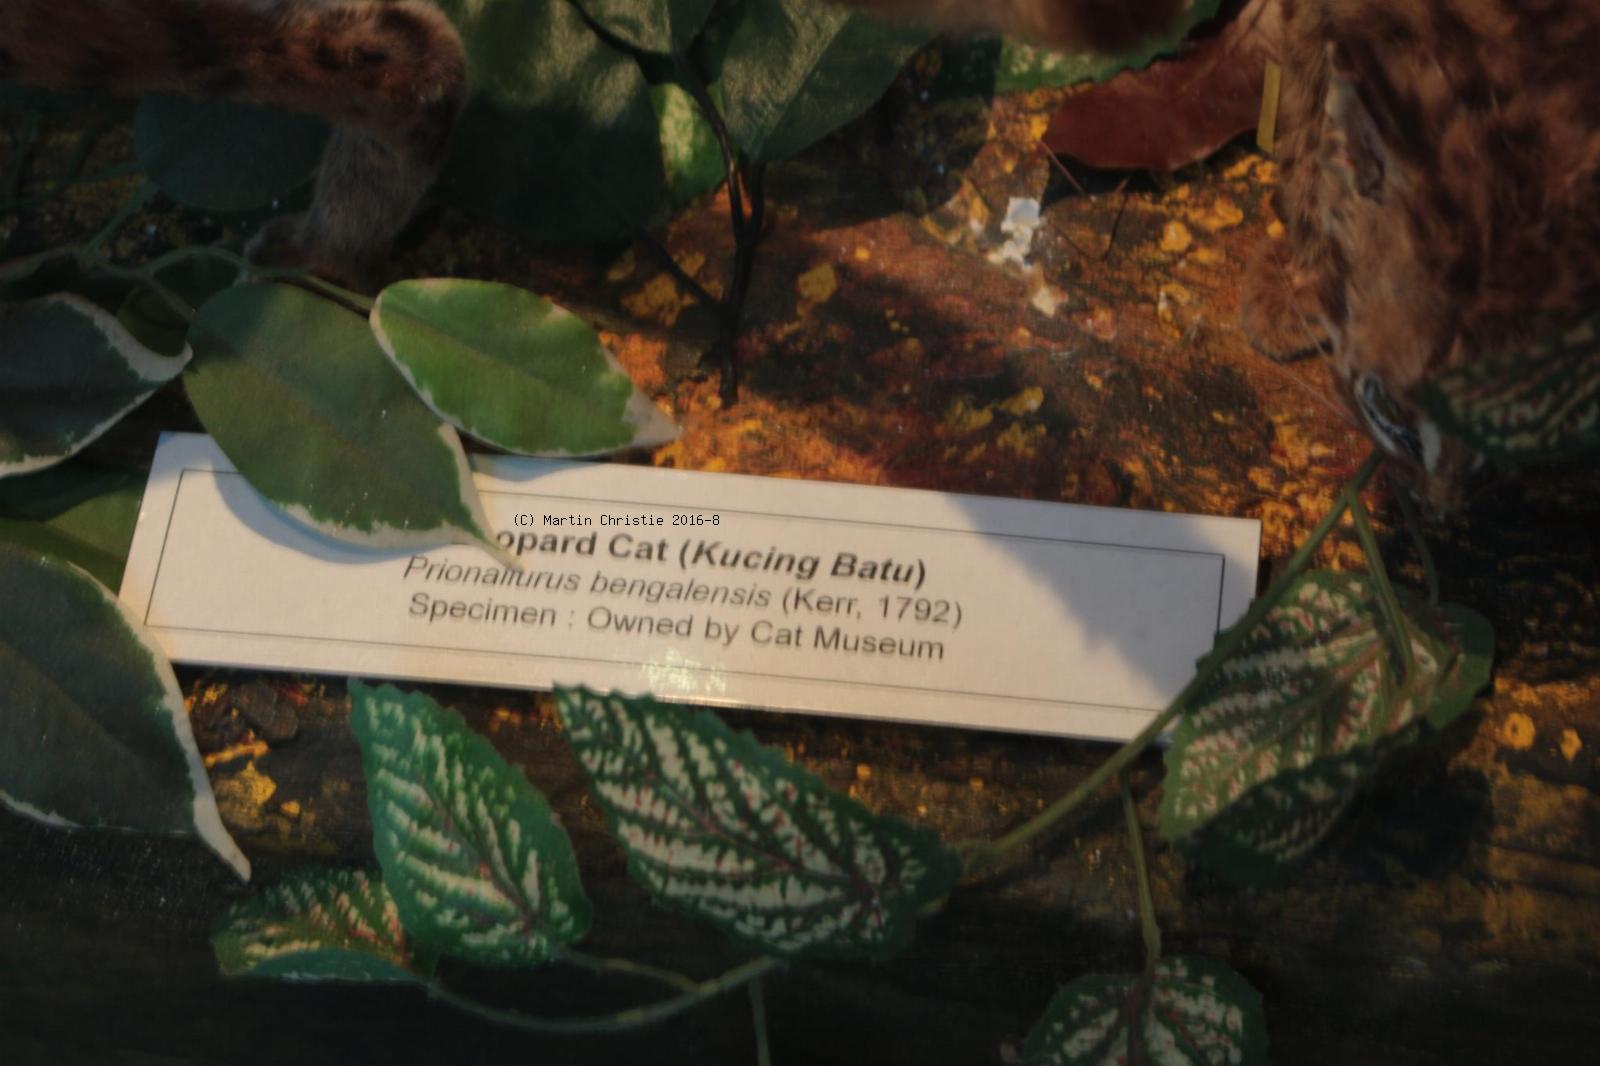 (C) Martin Christie 2016-8
opard Cat (Kucing Batu)
Prionailurus bengalensis (Kerr, 1792)
Specimen : Owned by Cat Museum